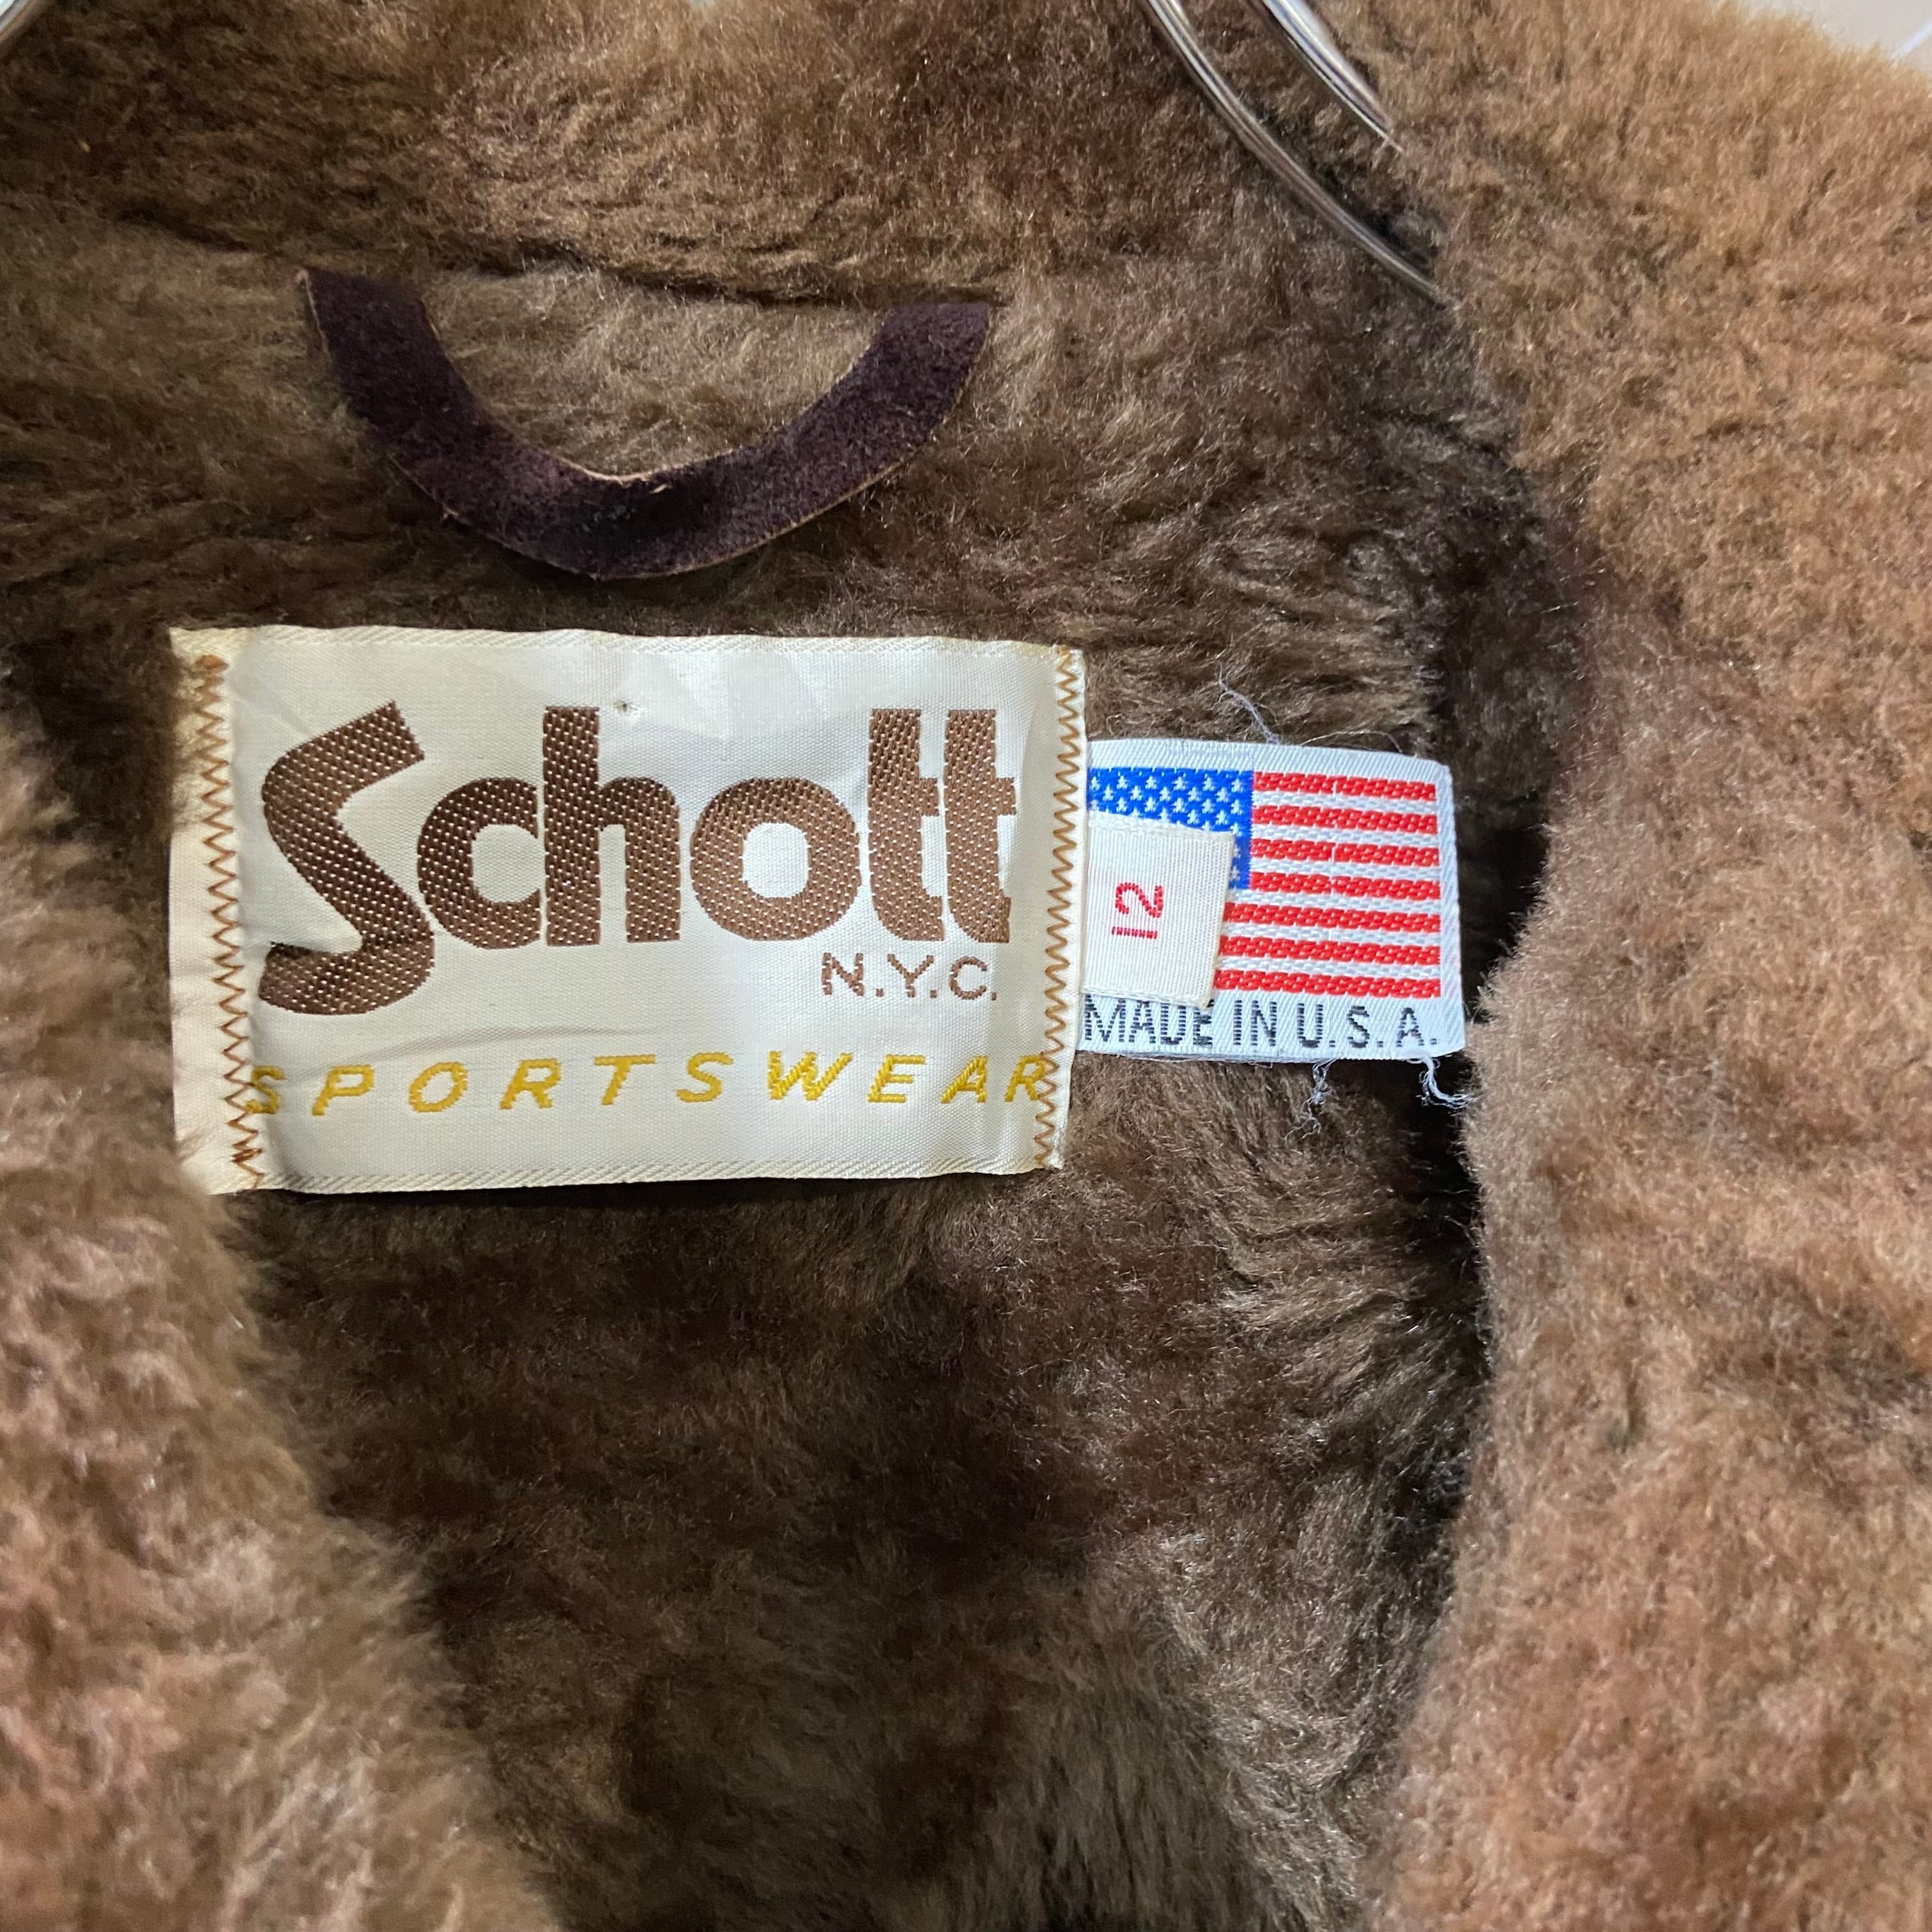 Schott
N.Y.C.
SPORTSWEAR
12
MADE IN U.S.A.